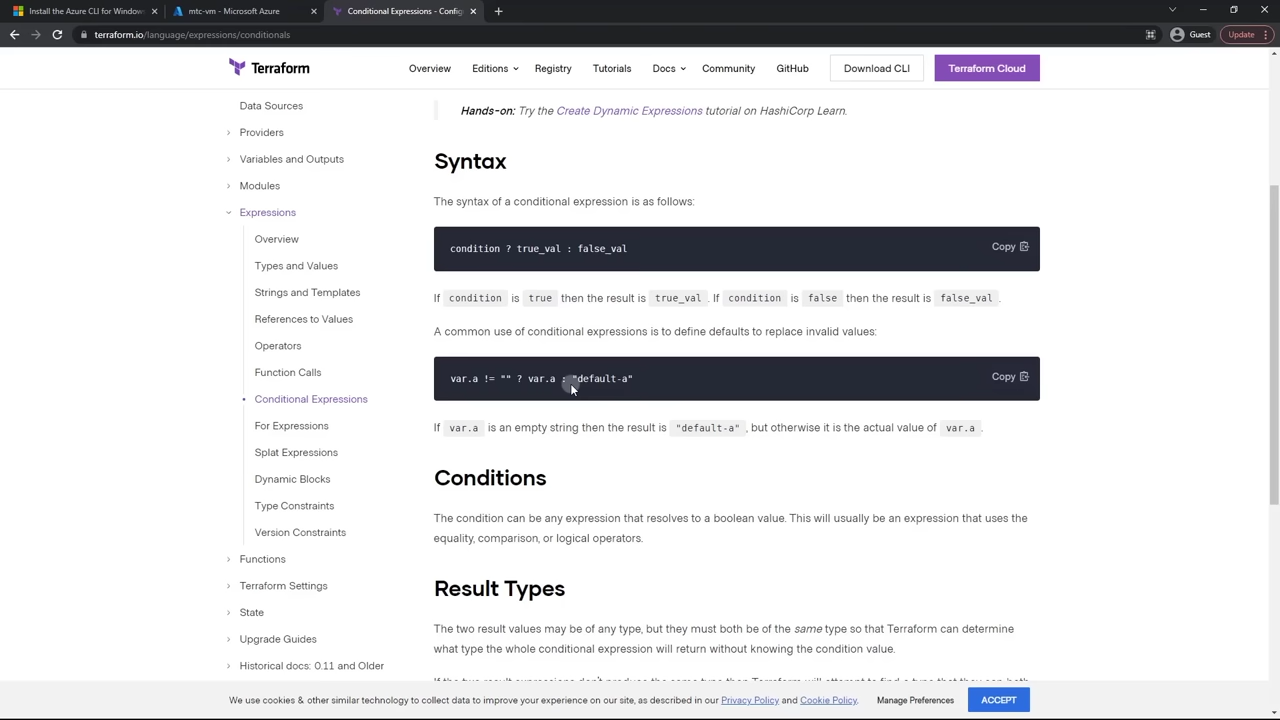 Install the Azure CLI for Window
mtc-vm - Microsoft Azure
Conditional Expressions - Config
terraform.io/language/expressions/conditionals
Guest
Update
Terraform
Overview
Editions
Registry
Tutorials
Docs
Community
GitHub
Download CLI
Terraform Cloud
Data Sources
Providers
Variables and Outputs
Modules
Expressions
Overview
Types and Values
Strings and Templates
References to Values
Operators
Function Calls
Conditional Expressions
For Expressions
Splat Expressions
Dynamic Blocks
Type Constraints
Version Constraints
Functions
Terraform Settings
State
Upgrade Guides
Historical docs: 0.11 and Older
Hands-on: Try the Create Dynamic Expressions tutorial on HashiCorp Learn.
Syntax
The syntax of a conditional expression is as follows:
condition ? true_val : false_val
Copy
If condition is true then the result is true_val. If condition is false then the result is false_val.
A common use of conditional expressions is to define defaults to replace invalid values:
var.a != "" ? var.a : "default-a"
Copy
If var.a is an empty string then the result is "default-a", but otherwise it is the actual value of var.a.
Conditions
The condition can be any expression that resolves to a boolean value. This will usually be an expression that uses the
equality, comparison, or logical operators.
Result Types
The two result values may be of any type, but they must both be of the same type so that Terraform can determine
what type the whole conditional expression will return without knowing the condition value.
We use cookies & other similar technology to collect data to improve your experience on our site, as described in our Privacy Policy and Cookie Policy.
Manage Preferences
ACCEPT